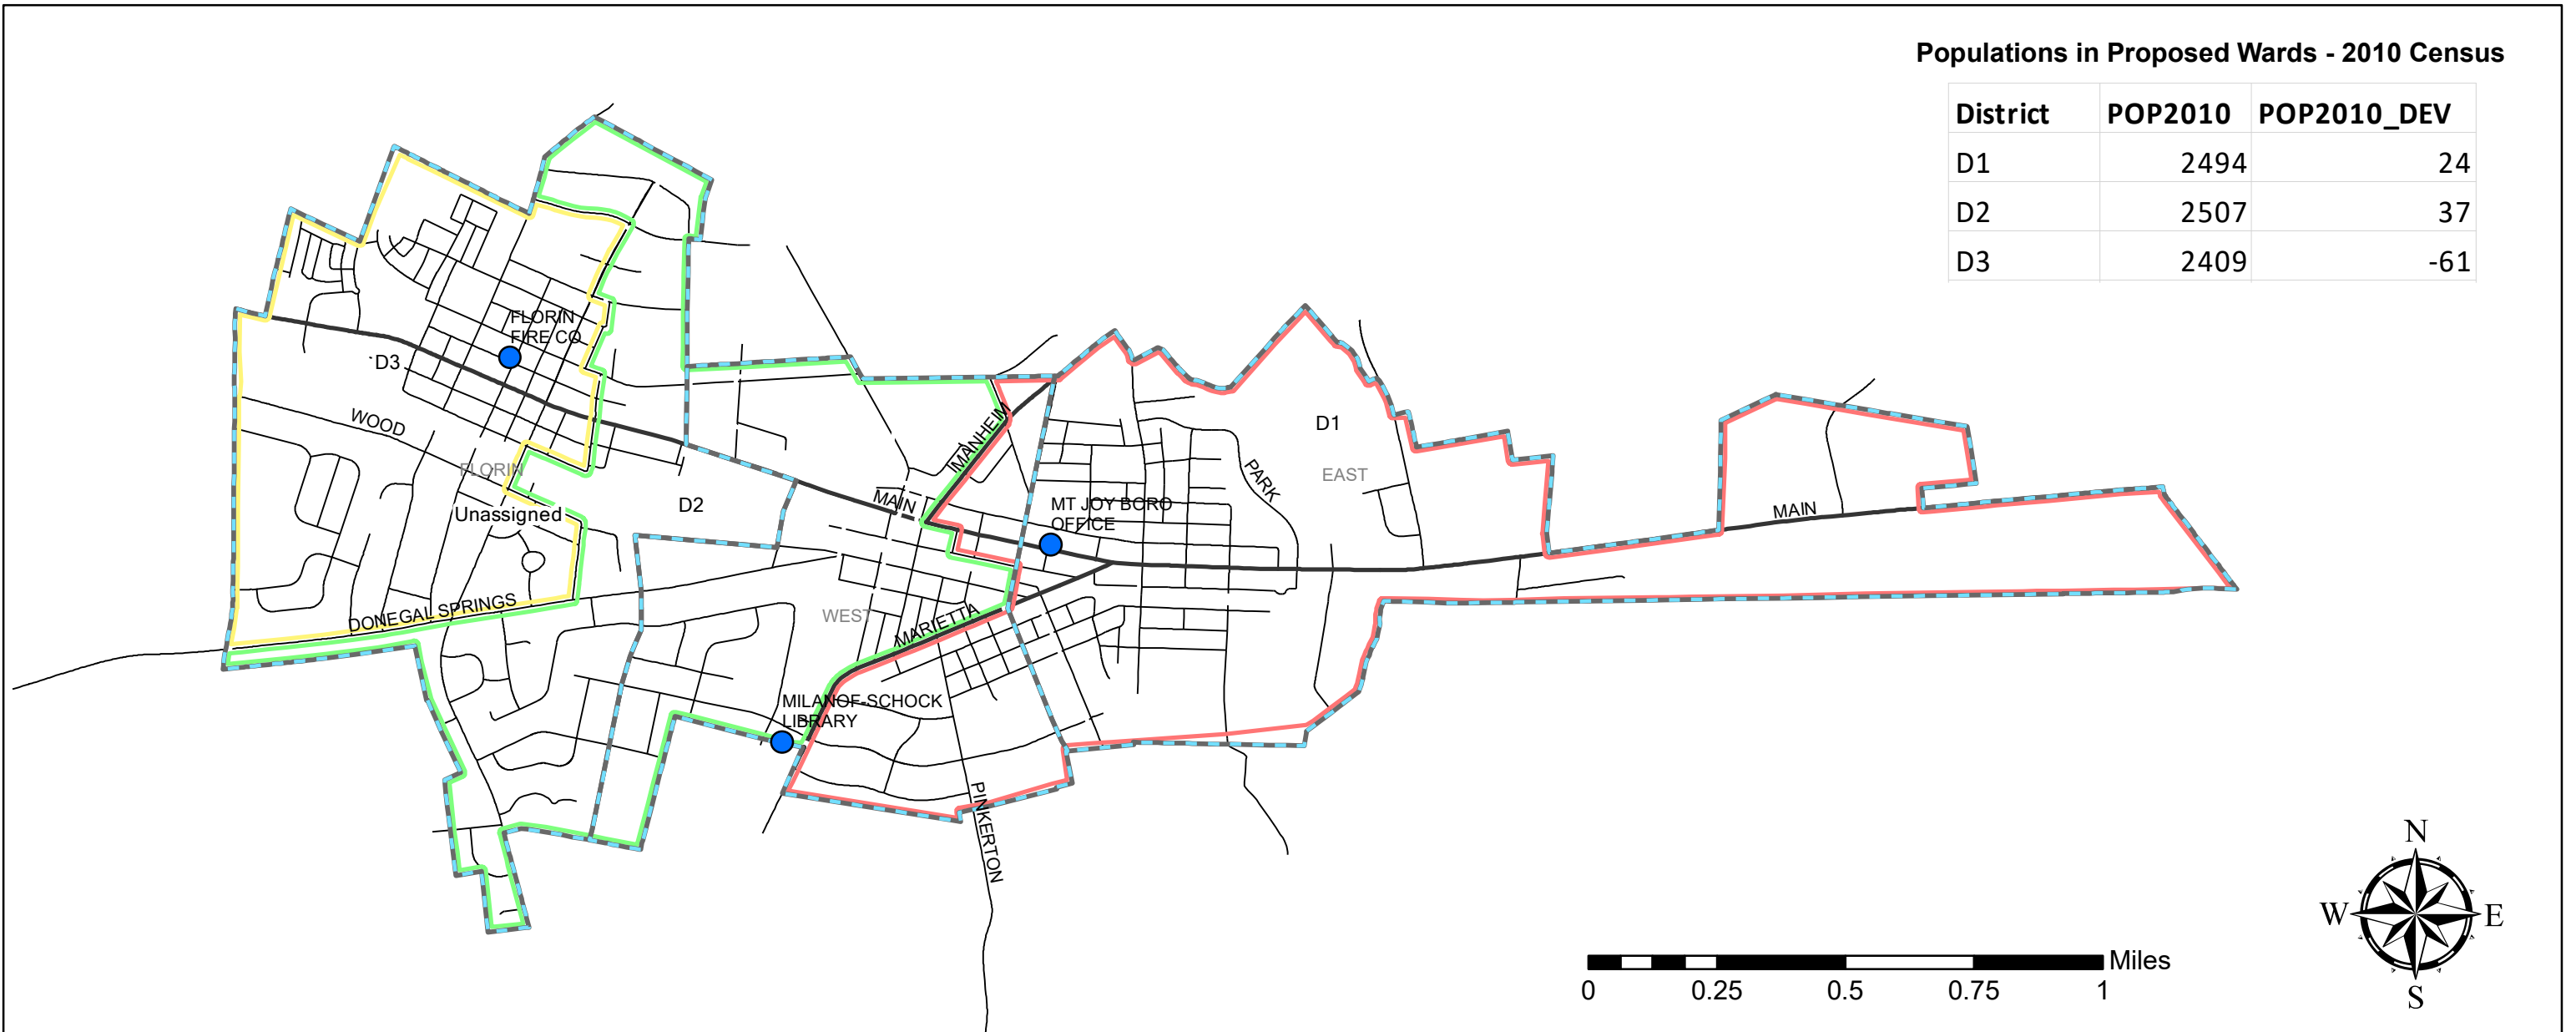 Populations in Proposed Wards - 2010 Census
District POP2010 POP2010_DEV
D1 2494 24
D2 2507 37
D3 2409 -61
FLORIN
FIRE CO
D3
WOOD
FLORIN
Unassigned
D2
DONEGAL SPRINGS
MANHEIM
MAIN
MT JOY BORO
OFFICE
PARK
D1
EAST
MAIN
WEST
MARIETTA
MILANOF-SCHOCK
LIBRARY
PINKERTON
N
W E
S
Miles
0 0.25 0.5 0.75 1